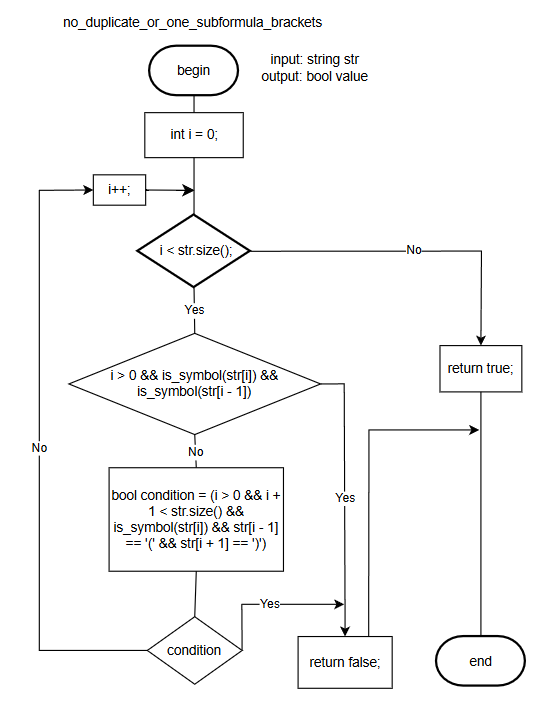 no_duplicate_or_one_subformula_brackets
begin
input: string str
output: bool value
int i = 0;
i++;
i < str.size();
No
Yes
return true;
i > 0 && is_symbol(str[i]) &&
is_symbol(str[i - 1])
No
No
bool condition = (i > 0 && i +
1 < str.size() &&
is_symbol(str[i]) && str[i - 1]
== '(' && str[i + 1] == ')')
Yes
Yes
condition
return false;
end